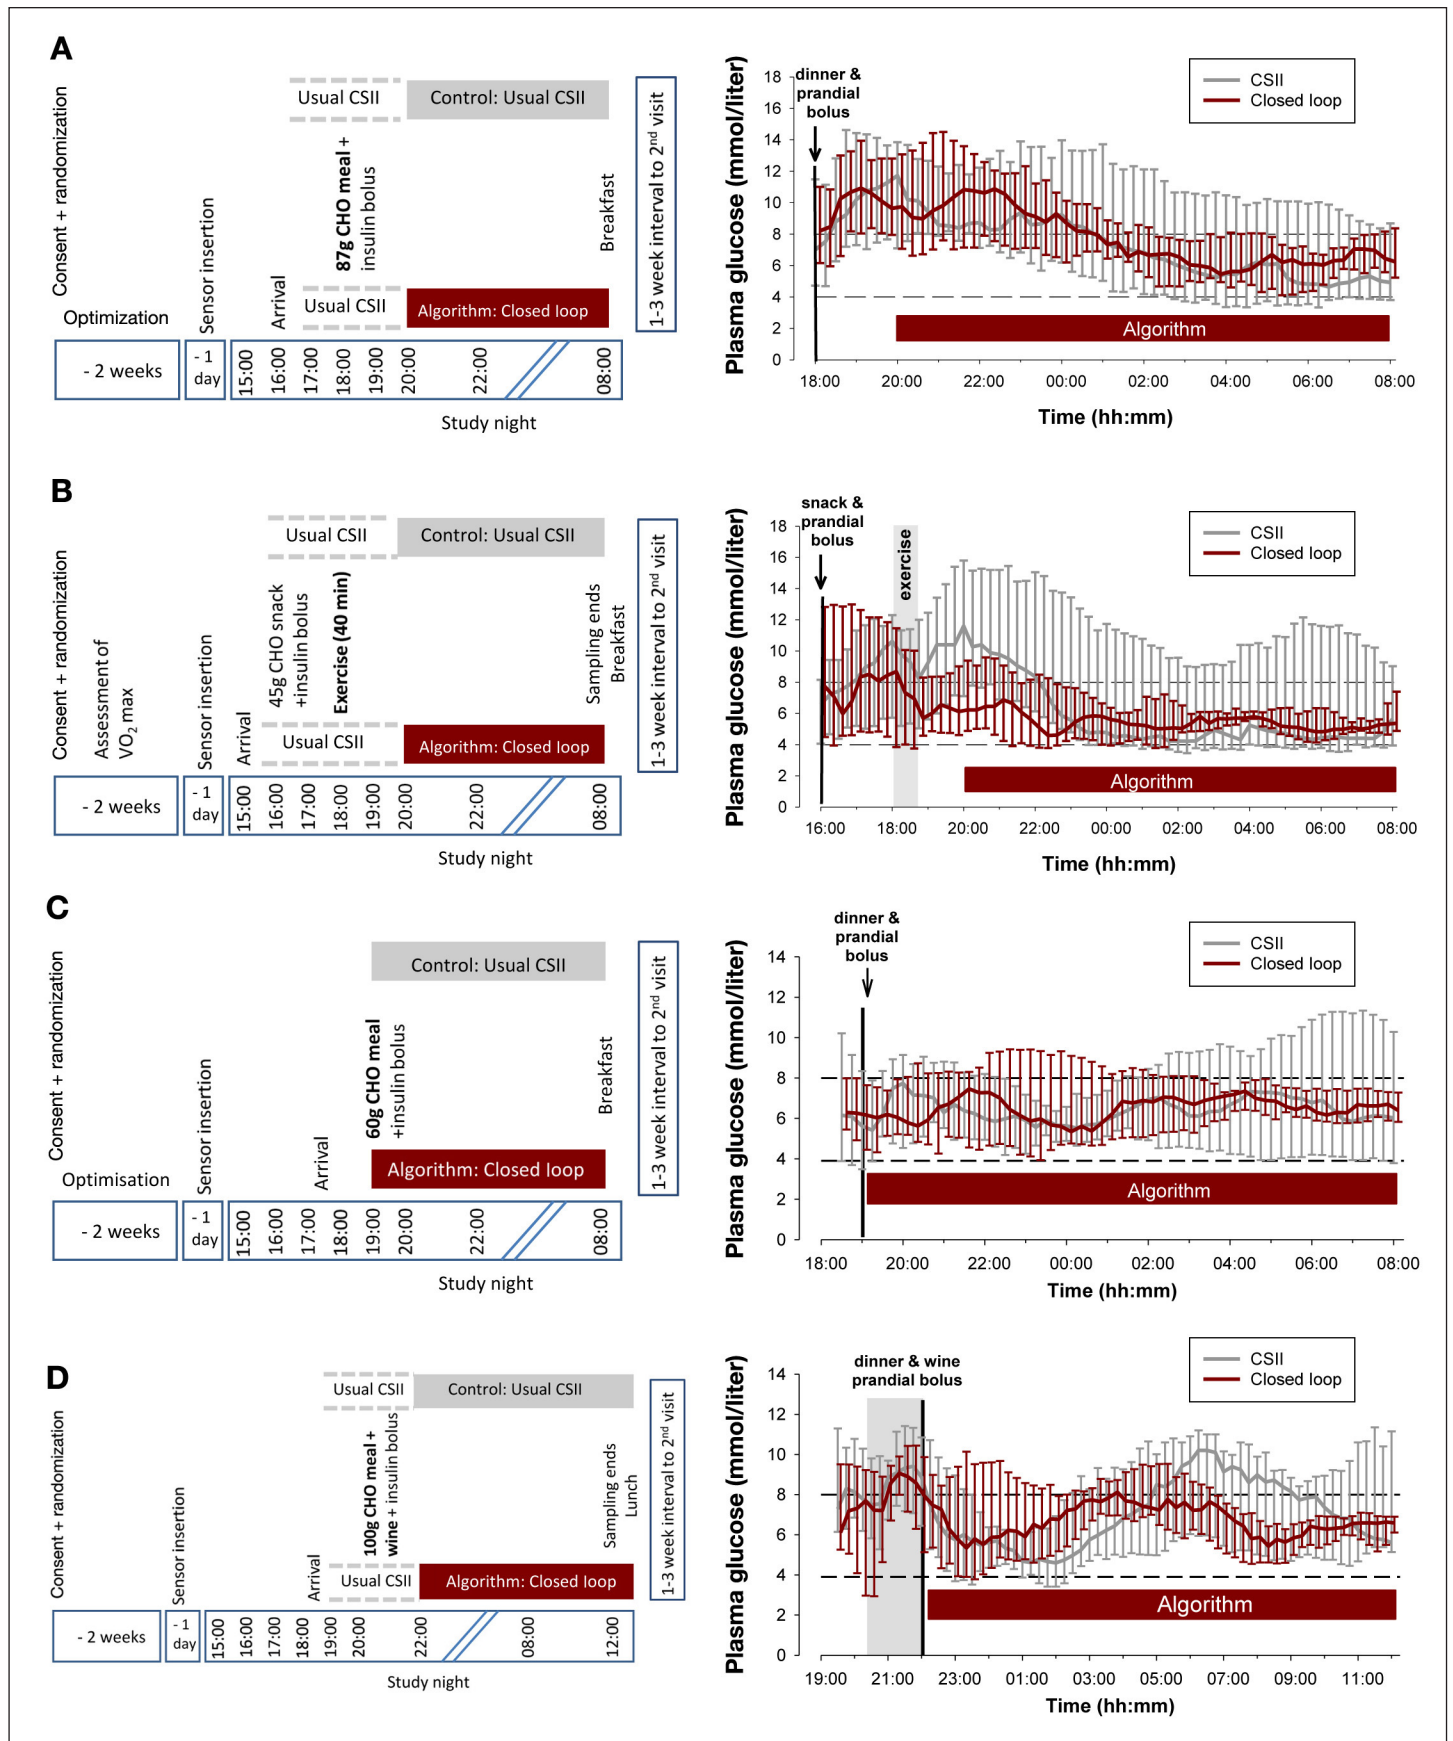 A
Consent + randomization
Optimization
Sensor insertion
Arrival
Usual CSII
Control: Usual CSII
87g CHO meal +
insulin bolus
Usual CSII
Algorithm: Closed loop
Breakfast
1-3 week interval to 2nd visit
- 2 weeks
- 1
day
15:00
16:00
17:00
18:00
19:00
20:00
22:00
08:00
Study night
dinner &
prandial
bolus
CSII
Closed loop
Plasma glucose (mmol/liter)
18
16
14
12
10
8
6
4
2
0
Algorithm
18:00
20:00
22:00
00:00
02:00
04:00
06:00
08:00
Time (hh:mm)
B
Consent + randomization
Assessment of
VO2 max
Sensor insertion
Arrival
Usual CSII
Control: Usual CSII
45g CHO snack
+insulin bolus
Exercise (40 min)
Usual CSII
Algorithm: Closed loop
Sampling ends
Breakfast
1-3 week interval to 2nd visit
- 2 weeks
- 1
day
15:00
16:00
17:00
18:00
19:00
20:00
22:00
08:00
Study night
snack &
prandial
bolus
exercise
CSII
Closed loop
Plasma glucose (mmol/liter)
18
16
14
12
10
8
6
4
2
0
Algorithm
16:00
18:00
20:00
22:00
00:00
02:00
04:00
06:00
08:00
Time (hh:mm)
C
Consent + randomization
Optimisation
Sensor insertion
Arrival
Control: Usual CSII
60g CHO meal
+insulin bolus
Algorithm: Closed loop
Breakfast
1-3 week interval to 2nd visit
- 2 weeks
- 1
day
15:00
16:00
17:00
18:00
19:00
20:00
22:00
08:00
Study night
dinner &
prandial
bolus
CSII
Closed loop
Plasma glucose (mmol/liter)
14
12
10
8
6
4
2
0
Algorithm
18:00
20:00
22:00
00:00
02:00
04:00
06:00
08:00
Time (hh:mm)
D
Consent + randomization
Sensor insertion
Arrival
Usual CSII
Control: Usual CSII
100g CHO meal +
wine + insulin bolus
Usual CSII
Algorithm: Closed loop
Sampling ends
Lunch
1-3 week interval to 2nd visit
- 2 weeks
- 1
day
15:00
16:00
17:00
18:00
19:00
20:00
22:00
08:00
12:00
Study night
dinner & wine
prandial bolus
CSII
Closed loop
Plasma glucose (mmol/liter)
14
12
10
8
6
4
2
0
Algorithm
19:00
21:00
23:00
01:00
03:00
05:00
07:00
09:00
11:00
Time (hh:mm)